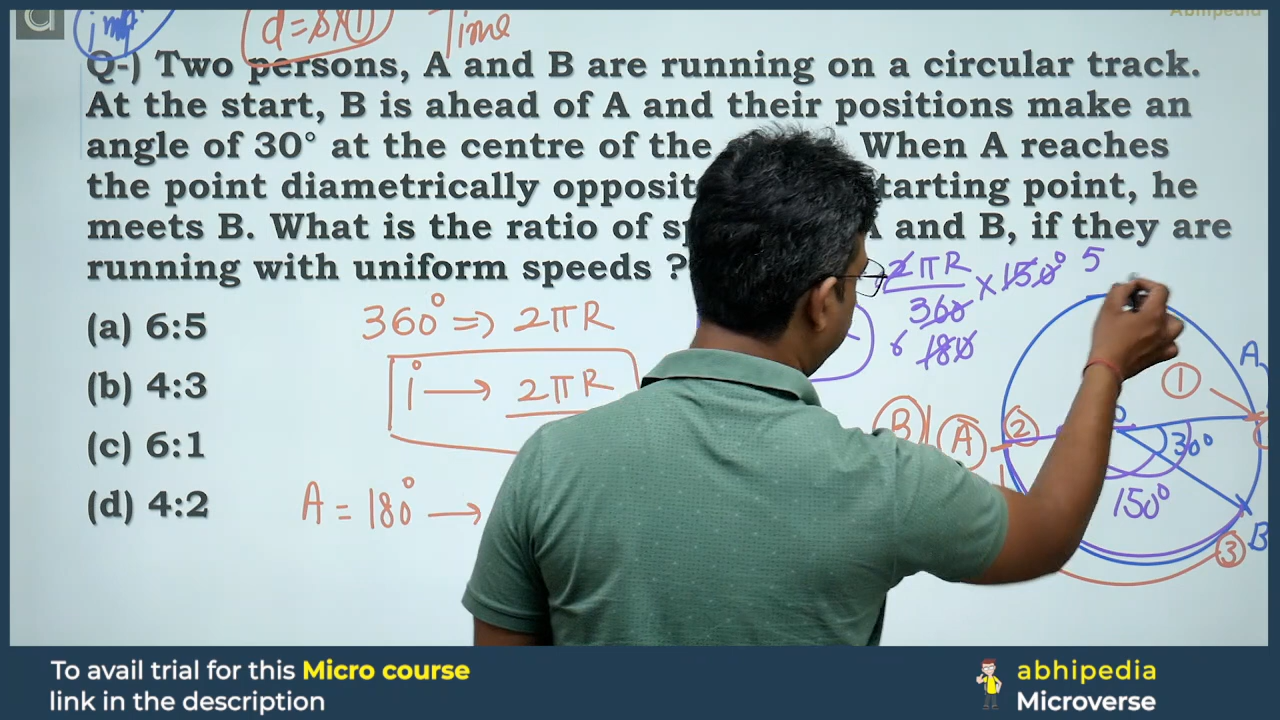 imp
d=S×T
Time
Abhipedia
Q-) Two persons, A and B are running on a circular track.
At the start, B is ahead of A and their positions make an
angle of 30° at the centre of the When A reaches
the point diametrically opposit tarting point, he
meets B. What is the ratio of sp A and B, if they are
running with uniform speeds ?
(a) 6:5
(b) 4:3
(c) 6:1
(d) 4:2
360° => 2πR
1 → 2πR
A = 180° →
2πR
360
× 150° 5
6 180
B
A
2
1
A
30°
150°
3
B
To avail trial for this Micro course
link in the description
abhipedia
Microverse